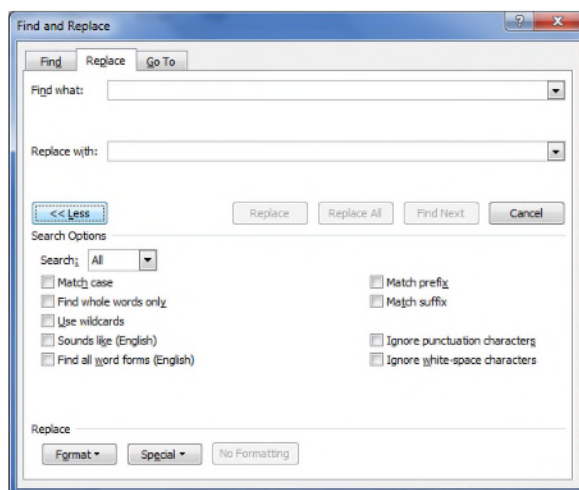 Find and Replace
Find Replace Go To
Find what:
Replace with:
<< Less Replace Replace All Find Next Cancel
Search Options
Search: All
Match case Match prefix
Find whole words only Match suffix
Use wildcards
Sounds like (English) Ignore punctuation characters
Find all word forms (English) Ignore white-space characters
Replace
Format Special No Formatting